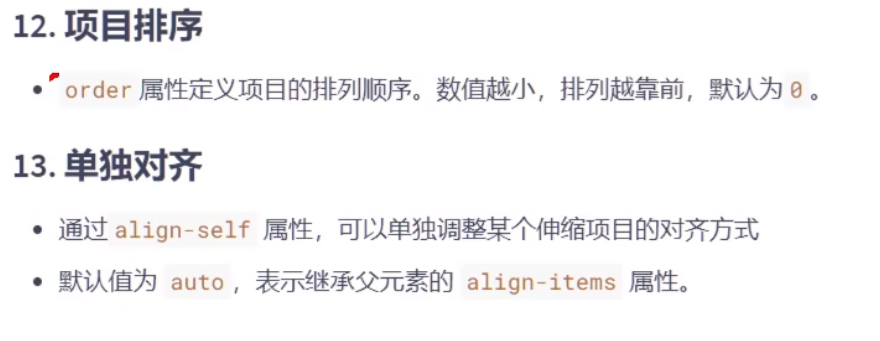 12. 项目排序
• order 属性定义项目的排列顺序。数值越小，排列越靠前，默认为 0 。
13. 单独对齐
• 通过 align-self 属性，可以单独调整某个伸缩项目的对齐方式
• 默认值为 auto ，表示继承父元素的 align-items 属性。